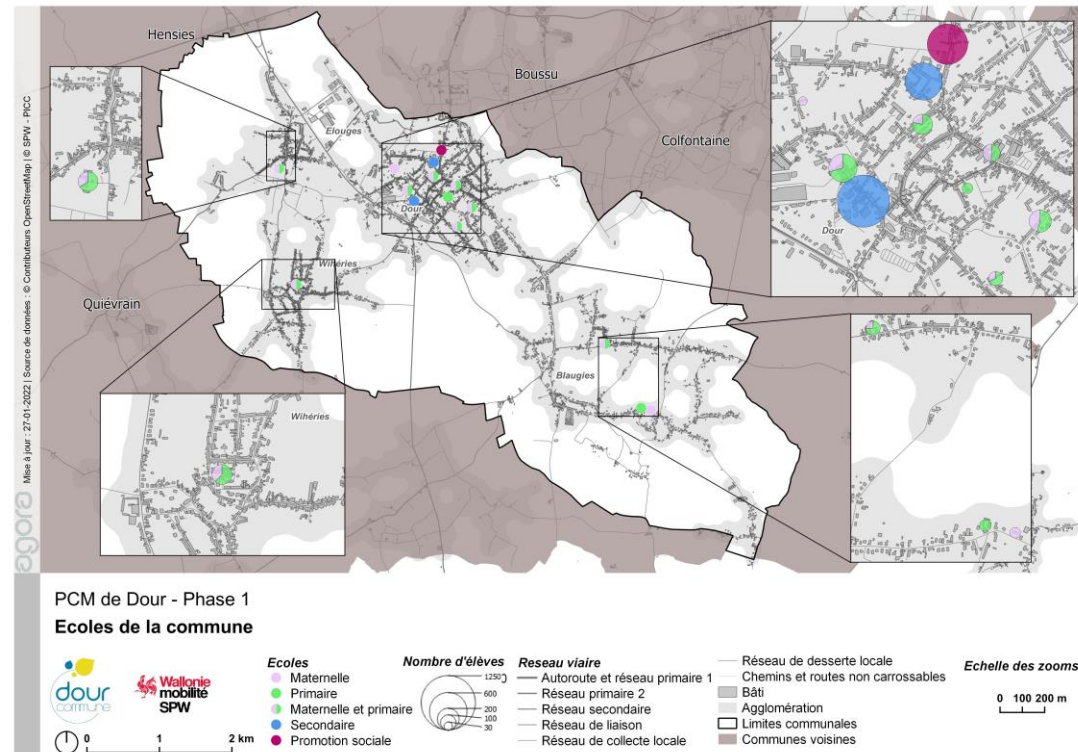 Hensies
Boussu
Colfontaine
Elouges
Dour
Wihéries
Quiévrain
Blaugies
Dour
Wihéries
Mise à jour : 27-01-2022 | Source de données : © Contributeurs OpenStreetMap | © SPW - PICC
agora
PCM de Dour - Phase 1
Ecoles de la commune
dour
commune
Wallonie
mobilité
SPW
0 1 2 km
Ecoles
Maternelle
Primaire
Maternelle et primaire
Secondaire
Promotion sociale
Nombre d'élèves
1250
600
200
100
30
Reseau viaire
Autoroute et réseau primaire 1
Réseau primaire 2
Réseau secondaire
Réseau de liaison
Réseau de collecte locale
Réseau de desserte locale
Chemins et routes non carrossables
Bâti
Agglomération
Limites communales
Communes voisines
Echelle des zooms
0 100 200 m